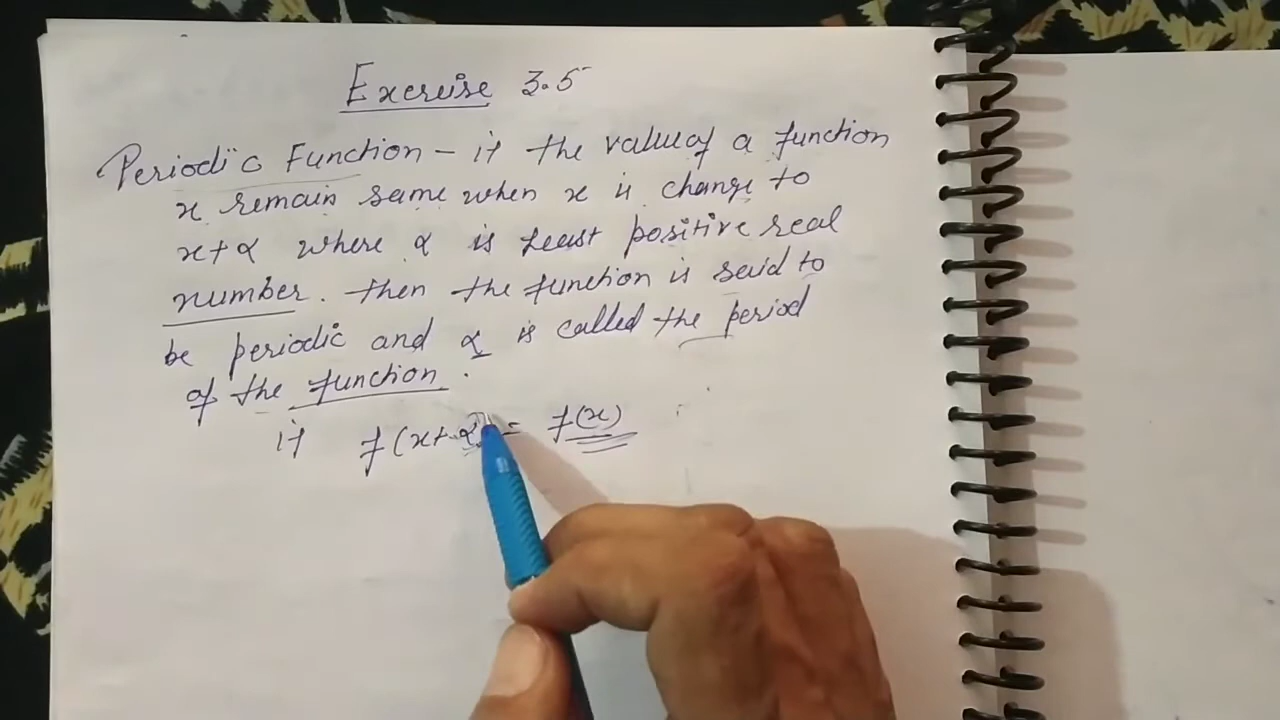 Exercise 3.5
Periodic Function - if the value of a function
x remain same when x is change to
x+α where α is least positive real
number. then the function is said to
be periodic and α is called the period
of the function.
if f(x+α) = f(x)